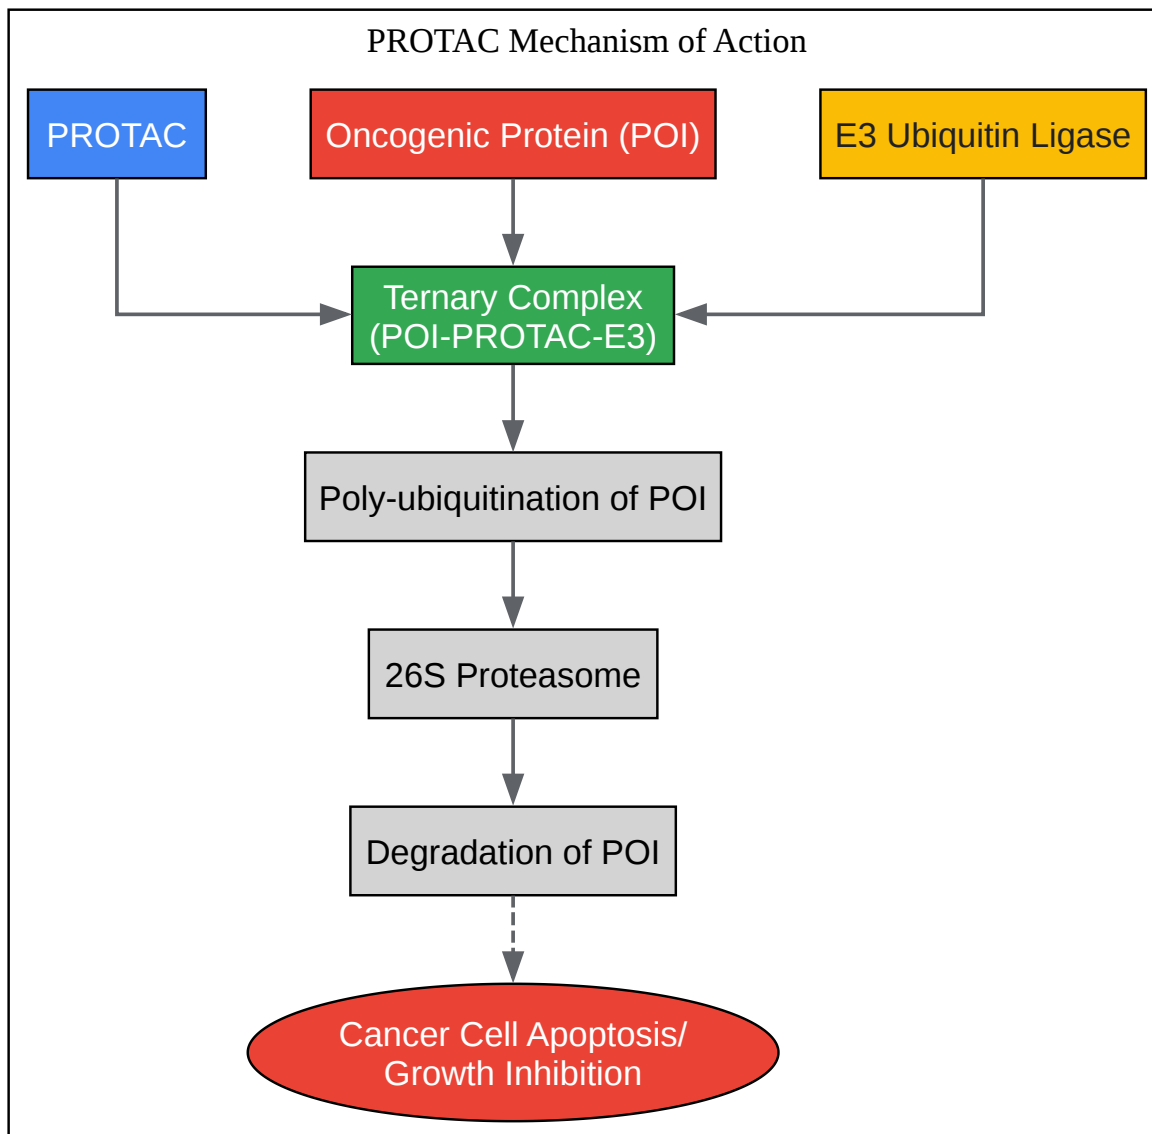 PROTAC Mechanism of Action
PROTAC
Oncogenic Protein (POI)
E3 Ubiquitin Ligase
Ternary Complex
(POI-PROTAC-E3)
Poly-ubiquitination of POI
26S Proteasome
Degradation of POI
Cancer Cell Apoptosis/
Growth Inhibition